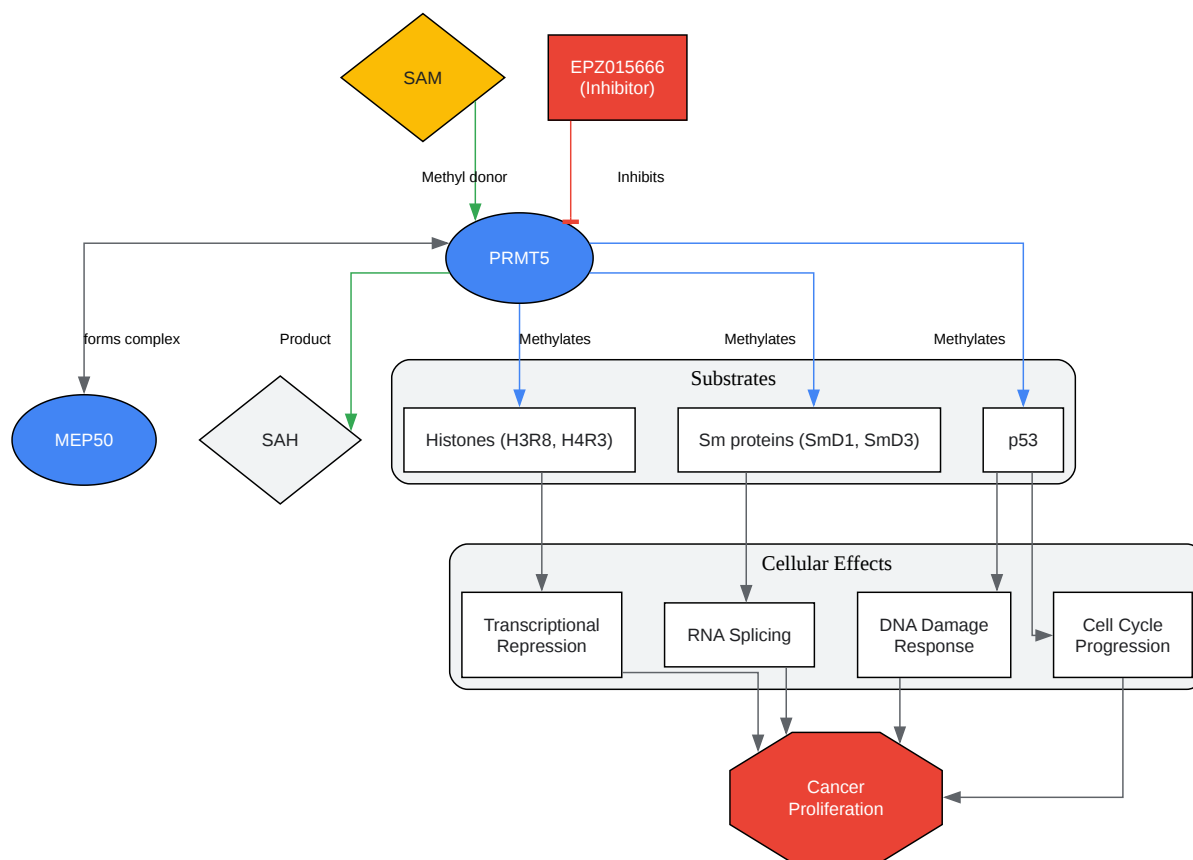 SAM
EPZ015666
(Inhibitor)
Methyl donor
Inhibits
PRMT5
forms complex
Product
Methylates
Methylates
Methylates
Substrates
MEP50
SAH
Histones (H3R8, H4R3)
Sm proteins (SmD1, SmD3)
p53
Cellular Effects
Transcriptional
Repression
RNA Splicing
DNA Damage
Response
Cell Cycle
Progression
Cancer
Proliferation